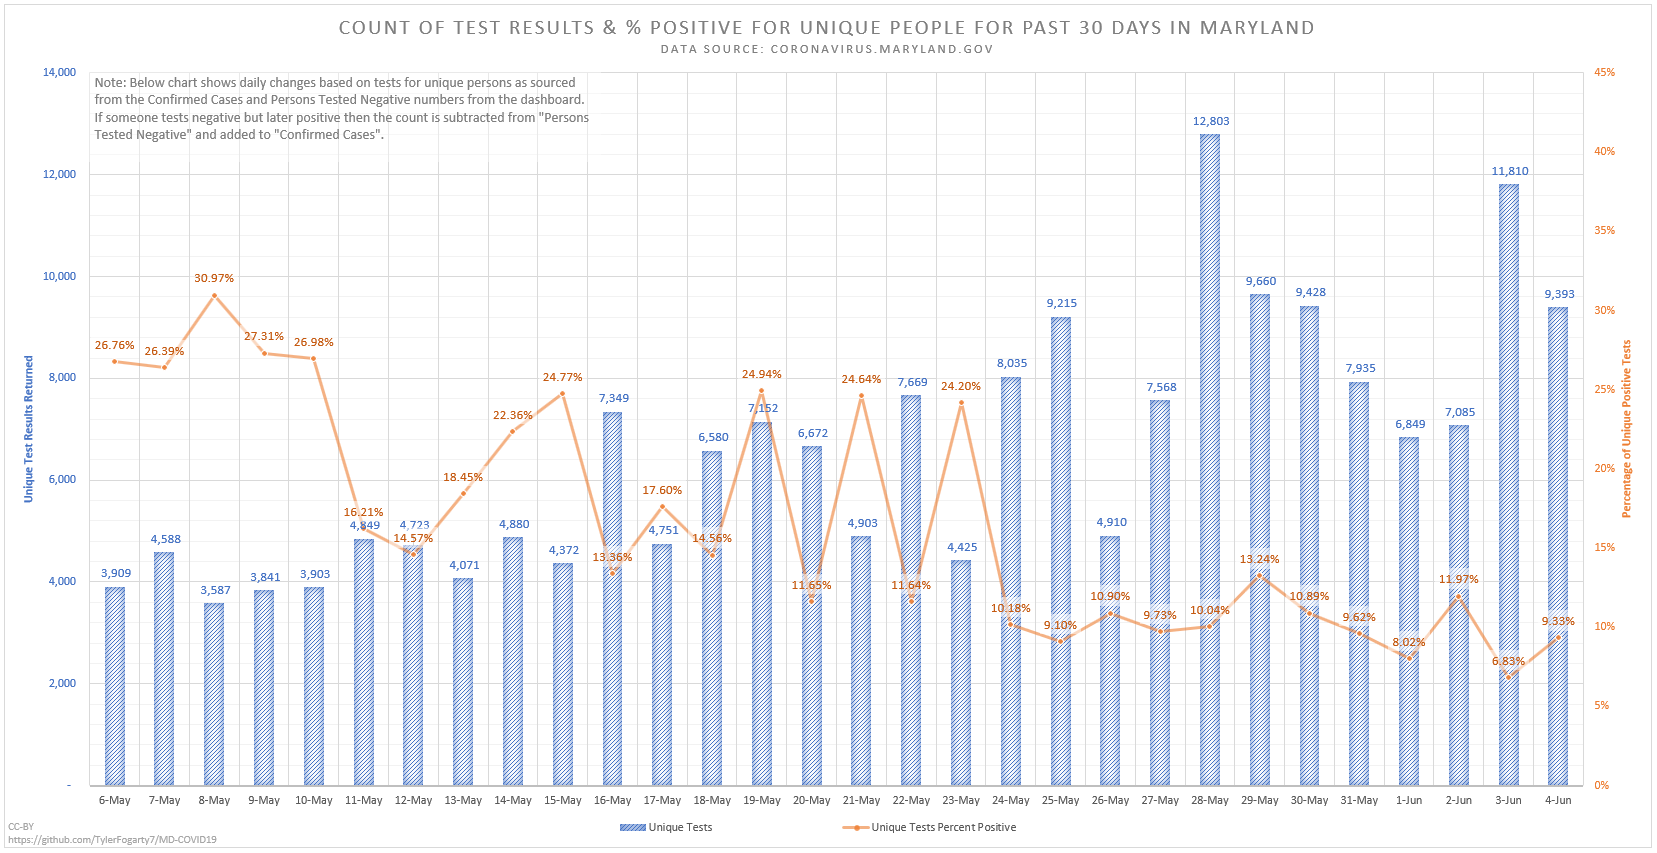 COUNT OF TEST RESULTS & % POSITIVE FOR UNIQUE PEOPLE FOR PAST 30 DAYS IN MARYLAND
DATA SOURCE: CORONAVIRUS.MARYLAND.GOV
Note: Below chart shows daily changes based on tests for unique persons as sourced
from the Confirmed Cases and Persons Tested Negative numbers from the dashboard.
If someone tests negative but later positive then the count is subtracted from "Persons
Tested Negative" and added to "Confirmed Cases".
Unique Test Results Returned
14,000
12,000
10,000
8,000
6,000
4,000
2,000
-
Percentage of Unique Positive Tests
45%
40%
35%
30%
25%
20%
15%
10%
5%
0%
3,909
4,588
3,587
3,841
3,903
4,849
4,723
4,071
4,880
4,372
7,349
4,751
6,580
7,152
6,672
4,903
7,669
4,425
8,035
9,215
4,910
7,568
12,803
9,660
9,428
7,935
6,849
7,085
11,810
9,393
26.76%
26.39%
30.97%
27.31%
26.98%
16.21%
14.57%
18.45%
22.36%
24.77%
13.36%
17.60%
14.56%
24.94%
11.65%
24.64%
11.64%
24.20%
10.18%
9.10%
10.90%
9.73%
10.04%
13.24%
10.89%
9.62%
8.02%
11.97%
6.83%
9.33%
6-May
7-May
8-May
9-May
10-May
11-May
12-May
13-May
14-May
15-May
16-May
17-May
18-May
19-May
20-May
21-May
22-May
23-May
24-May
25-May
26-May
27-May
28-May
29-May
30-May
31-May
1-Jun
2-Jun
3-Jun
4-Jun
Unique Tests
Unique Tests Percent Positive
CC-BY
https://github.com/TylerFogarty7/MD-COVID19